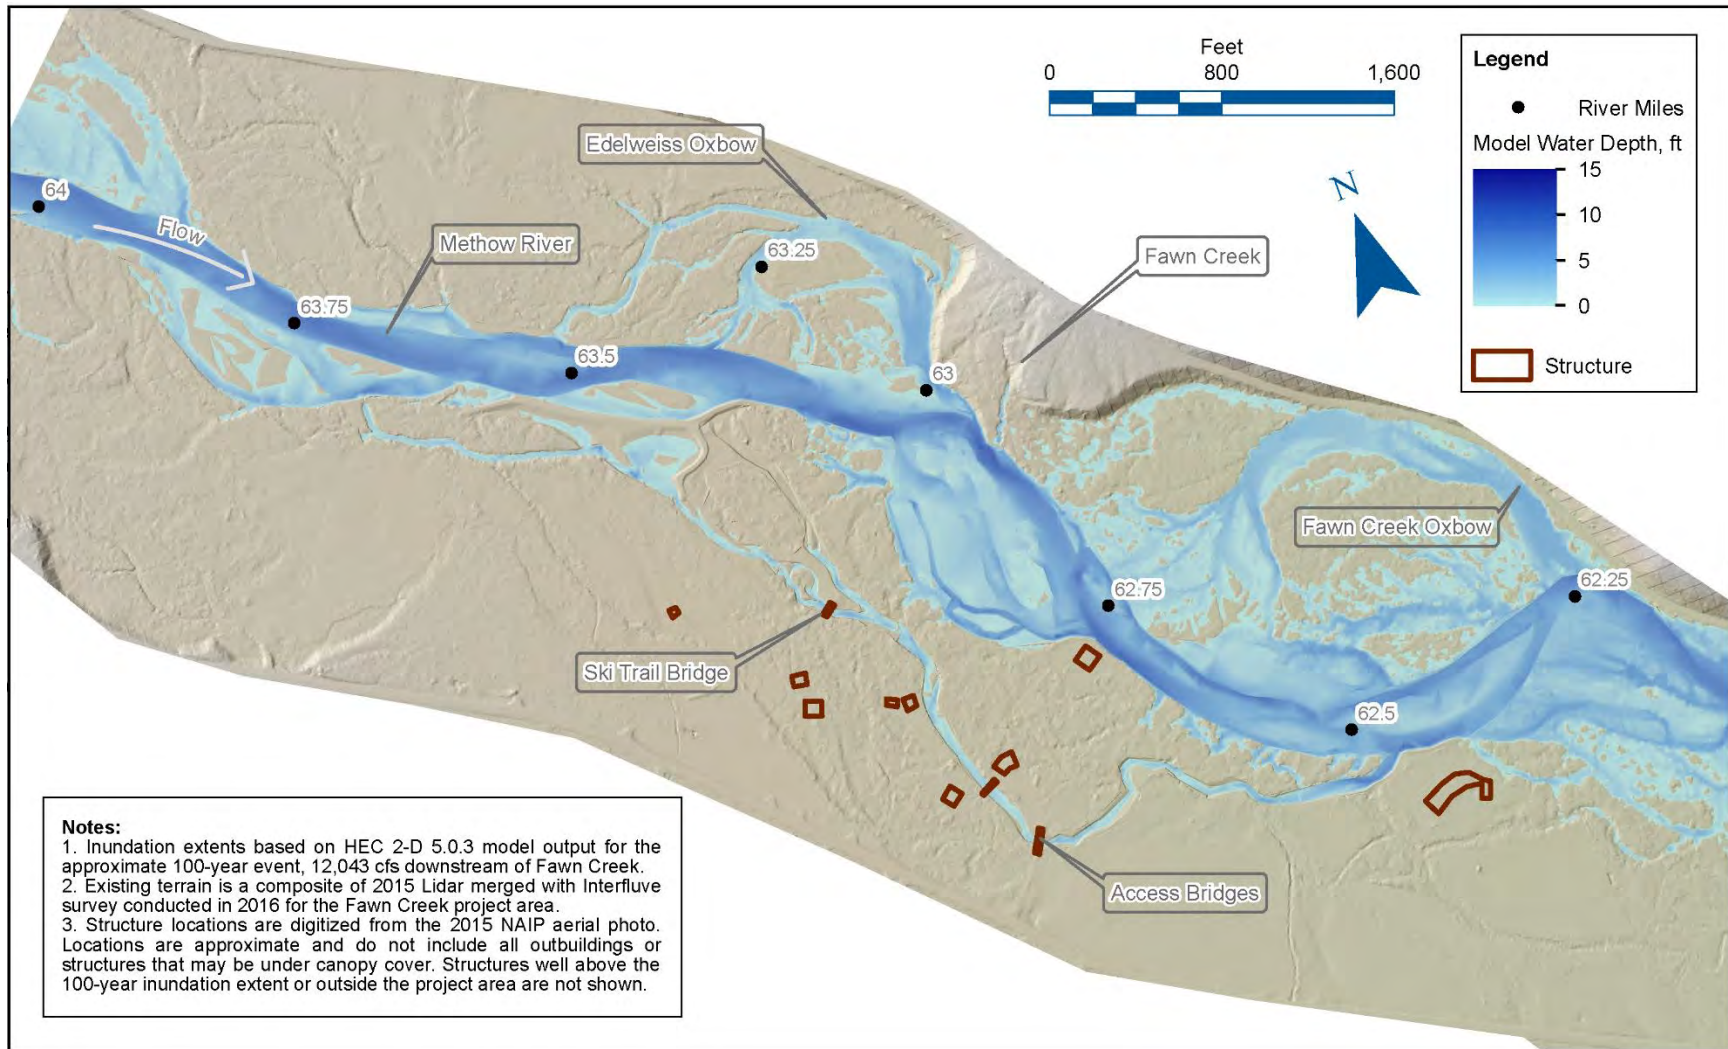 Feet
0 800 1,600
N
Legend
River Miles
Model Water Depth, ft
15
10
5
0
Structure
Edelweiss Oxbow
64
Flow
Methow River
63.25
Fawn Creek
63.75
63.5
63
Fawn Creek Oxbow
62.75
62.25
Ski Trail Bridge
62.5
Access Bridges
Notes:
1. Inundation extents based on HEC 2-D 5.0.3 model output for the
approximate 100-year event, 12,043 cfs downstream of Fawn Creek.
2. Existing terrain is a composite of 2015 Lidar merged with Interfluve
survey conducted in 2016 for the Fawn Creek project area.
3. Structure locations are digitized from the 2015 NAIP aerial photo.
Locations are approximate and do not include all outbuildings or
structures that may be under canopy cover. Structures well above the
100-year inundation extent or outside the project area are not shown.